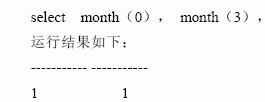 select month（0）， month（3），
运行结果如下：
----------- -----------
1 1